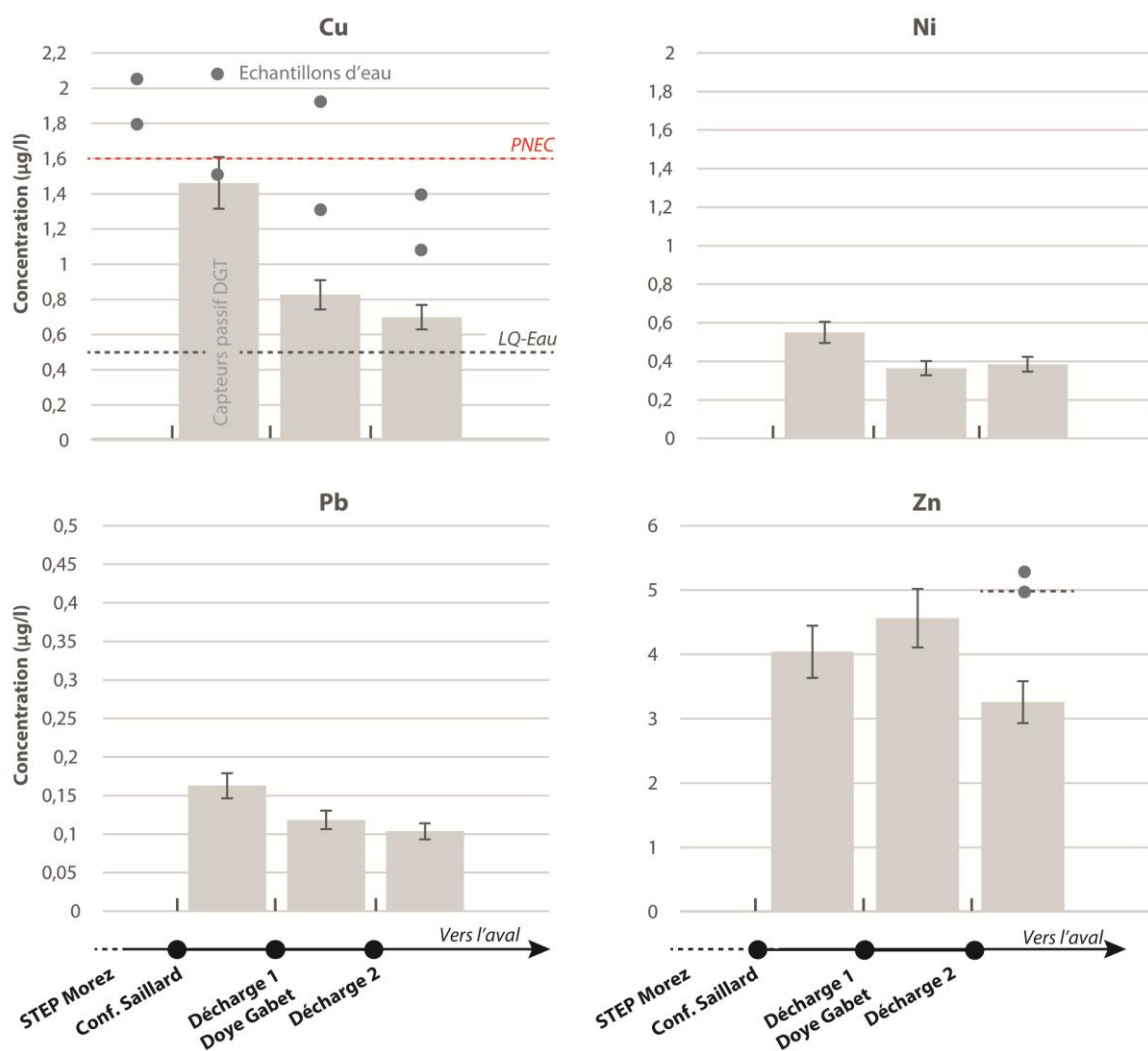 Cu
Concentration (µg/l)
2,2
2
1,8
1,6
1,4
1,2
1
0,8
0,6
0,4
0,2
0
Echantillons d'eau
PNEC
LQ-Eau
Capteurs passif DGT
Ni
2
1,8
1,6
1,4
1,2
1
0,8
0,6
0,4
0,2
0
Pb
Concentration (µg/l)
0,5
0,45
0,4
0,35
0,3
0,25
0,2
0,15
0,1
0,05
0
Vers l'aval
STEP Morez
Conf. Saillard
Décharge 1
Doye Gabet
Décharge 2
Zn
6
5
4
3
2
1
0
Vers l'aval
STEP Morez
Conf. Saillard
Décharge 1
Doye Gabet
Décharge 2